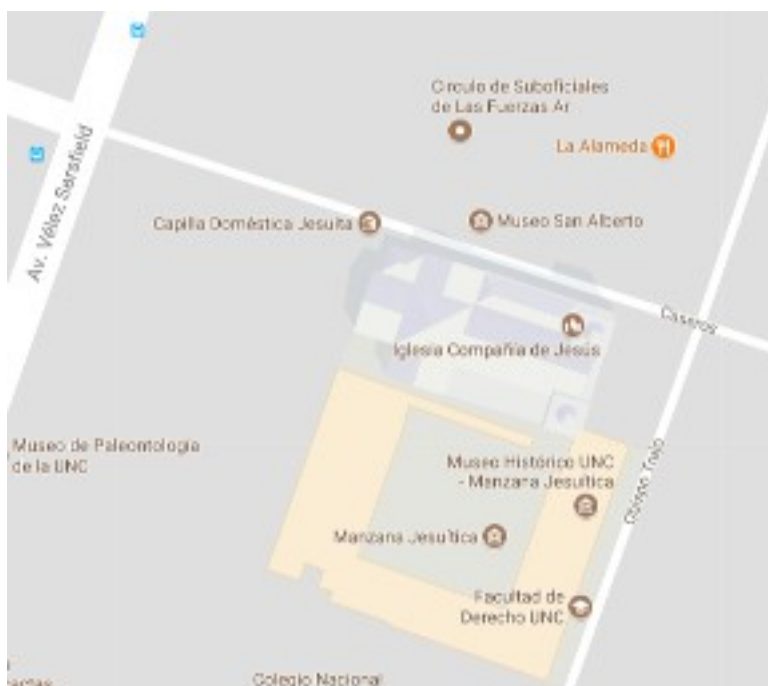 Circulo de Suboficiales
de Las Fuerzas Ar
La Alameda
Av. Vélez Sarsfield
Capilla Doméstica Jesuita
Museo San Alberto
Caseros
Iglesia Compañía de Jesús
Museo de Paleontología
de la UNC
Museo Histórico UNC
- Manzana Jesuítica
Obispo Trejo
Manzana Jesuítica
Facultad de
Derecho UNC
Colegio Nacional